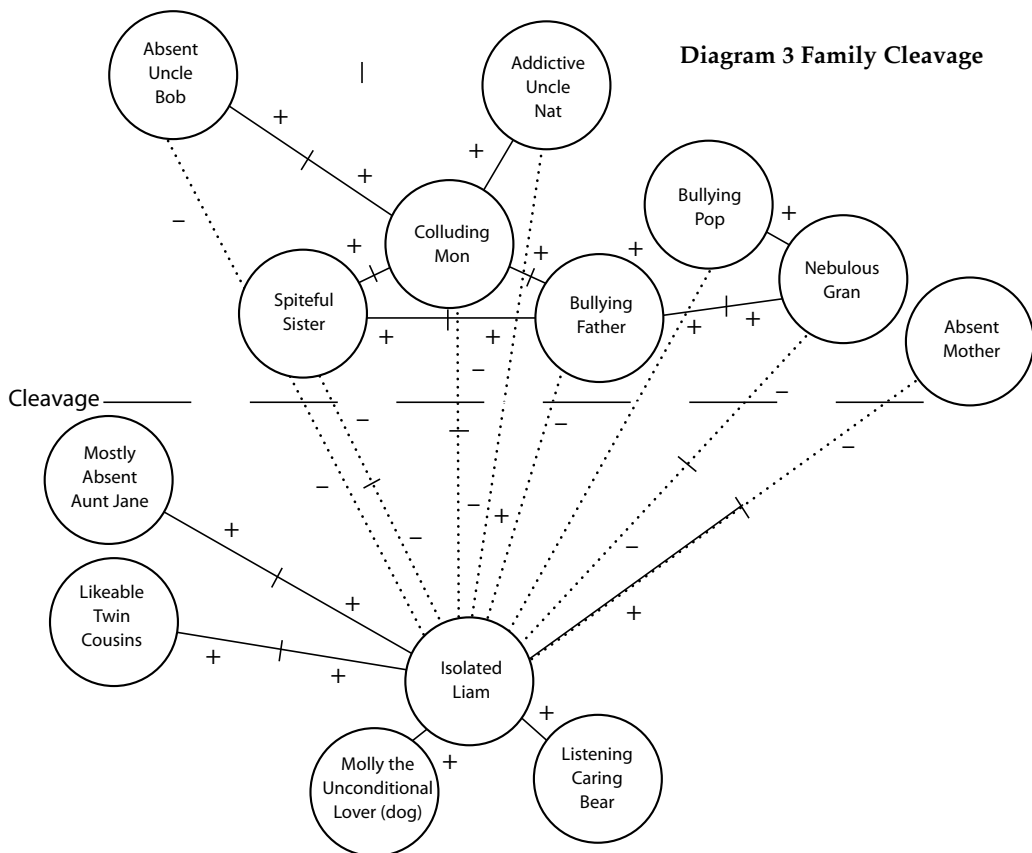 Diagram 3 Family Cleavage
Absent
Uncle
Bob
Addictive
Uncle
Nat
+
+
+
+
−
Colluding
Mon
Bullying
Pop
+
Nebulous
Gran
Spiteful
Sister
+
+
+
Bullying
Father
+
+
+
+
+
Absent
Mother
−
Cleavage
−
−
−
−
Mostly
Absent
Aunt Jane
−
−
−
+
−
+
+
+
Likeable
Twin
Cousins
+
+
Isolated
Liam
+
+
Molly the
Unconditional
Lover (dog)
Listening
Caring
Bear